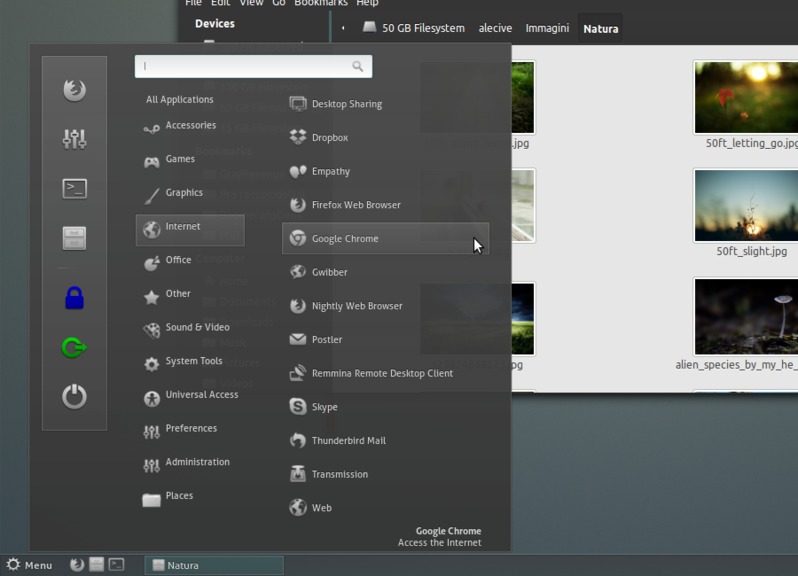 File Edit View Go Bookmarks Help
Devices
50 GB Filesystem alecive Immagini Natura
All Applications
Accessories
Games
Graphics
Internet
Office
Other
Sound & Video
System Tools
Universal Access
Preferences
Administration
Places
Desktop Sharing
Dropbox
Empathy
Firefox Web Browser
Google Chrome
Gwibber
Nightly Web Browser
Postler
Remmina Remote Desktop Client
Skype
Thunderbird Mail
Transmission
Web
Google Chrome
Access the Internet
.jpg
50ft_letting_go.jpg
50ft_slight.jpg
alien_species_by_my_he_
Menu
Natura